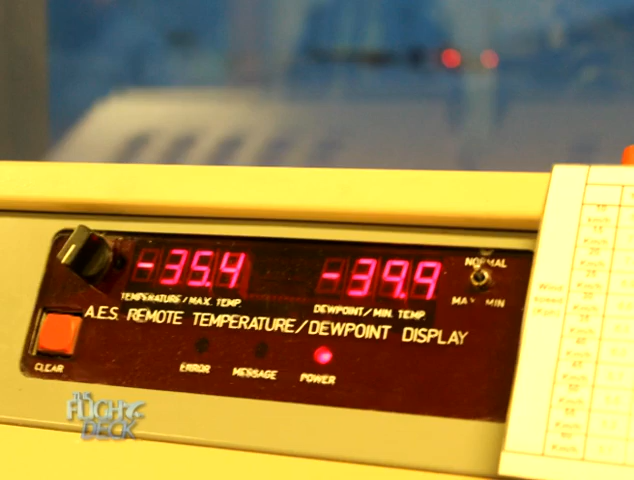 -35.4 -39.9
NORMAL
TEMPERATURE/MAX. TEMP. DEWPOINT/MIN. TEMP. MAX MIN
A.E.S. REMOTE TEMPERATURE/DEWPOINT DISPLAY
CLEAR ERROR MESSAGE POWER
THE
FLIGHT
DECK